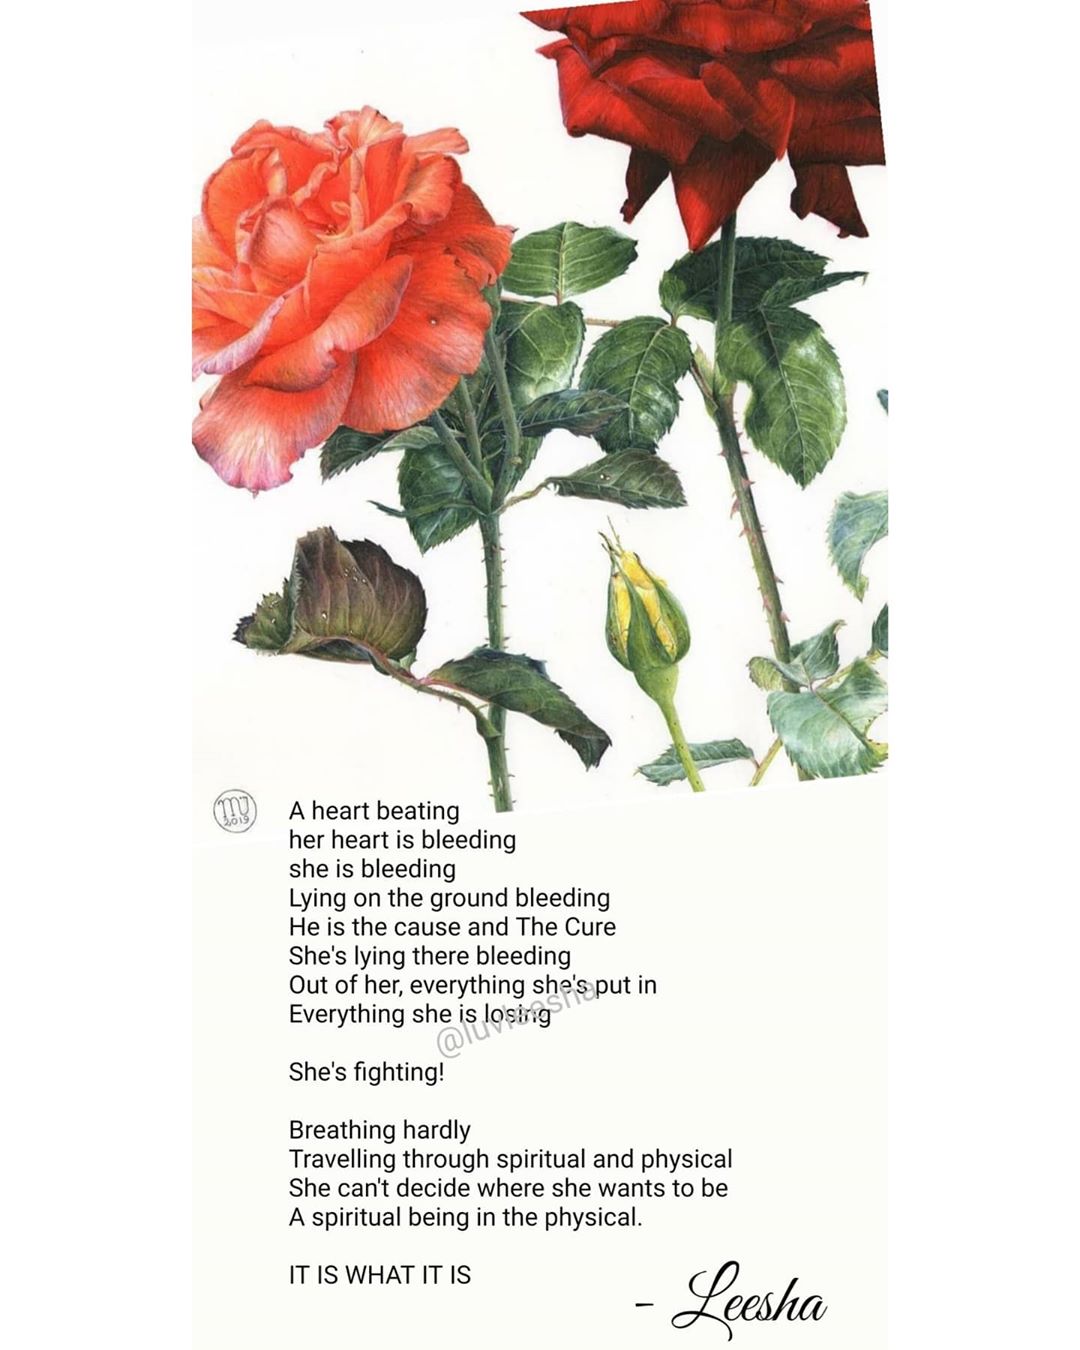 MJ
2019
A heart beating
her heart is bleeding
she is bleeding
Lying on the ground bleeding
He is the cause and The Cure
She's lying there bleeding
Out of her, everything she's put in
Everything she is losing
@luvleesha
She's fighting!
Breathing hardly
Travelling through spiritual and physical
She can't decide where she wants to be
A spiritual being in the physical.
IT IS WHAT IT IS
- Leesha